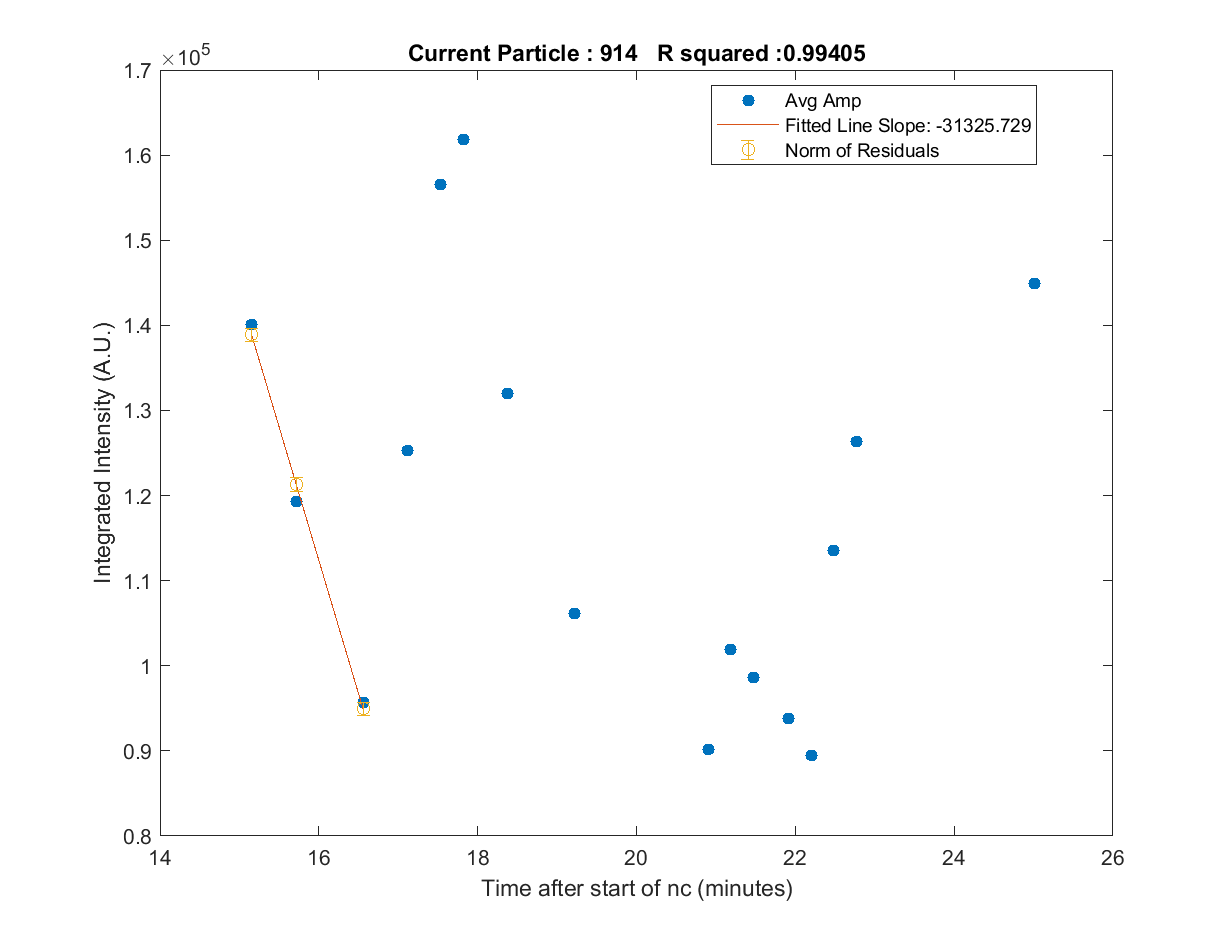 Current Particle : 914   R squared :0.99405
×10^5
1.7
1.6
1.5
1.4
1.3
1.2
1.1
1
0.9
0.8
Integrated Intensity (A.U.)
Avg Amp
Fitted Line Slope: -31325.729
Norm of Residuals
14 16 18 20 22 24 26
Time after start of nc (minutes)